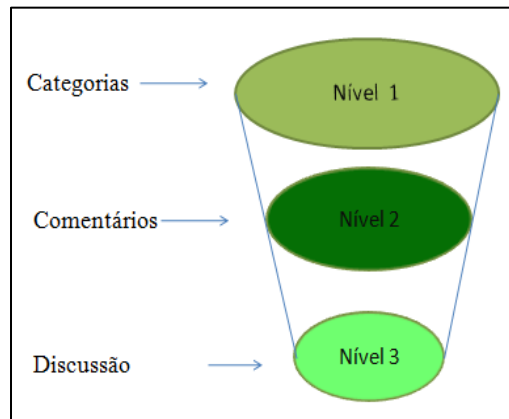 Categorias
Nível 1
Comentários
Nível 2
Discussão
Nível 3